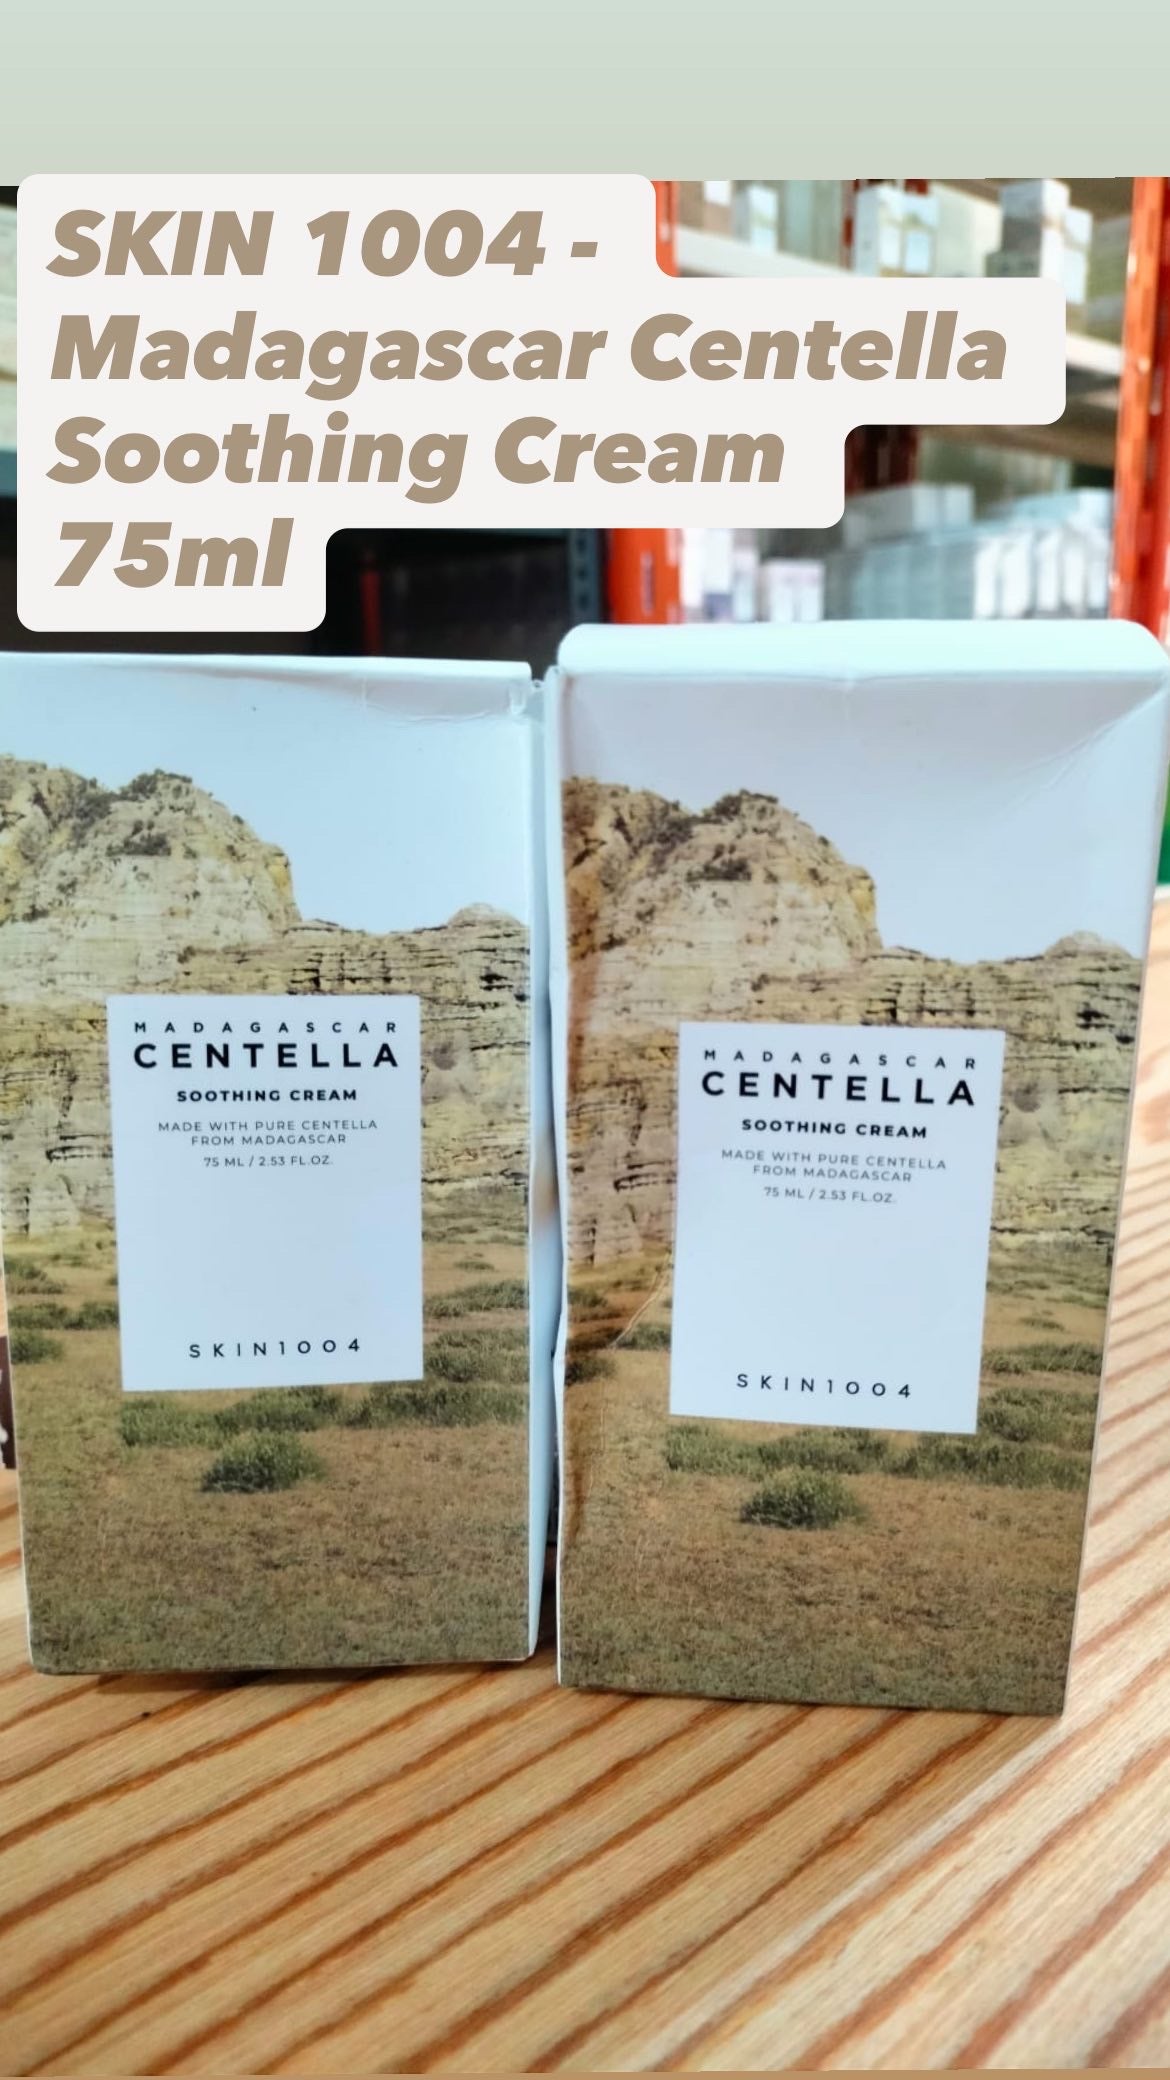 SKIN 1004 -
Madagascar Centella
Soothing Cream
75ml
MADAGASCAR
CENTELLA
SOOTHING CREAM
MADE WITH PURE CENTELLA
FROM MADAGASCAR
75 ML / 2.53 FL.OZ.
SKIN1004
MADAGASCAR
CENTELLA
SOOTHING CREAM
MADE WITH PURE CENTELLA
FROM MADAGASCAR
75 ML / 2.53 FL.OZ.
SKIN1004